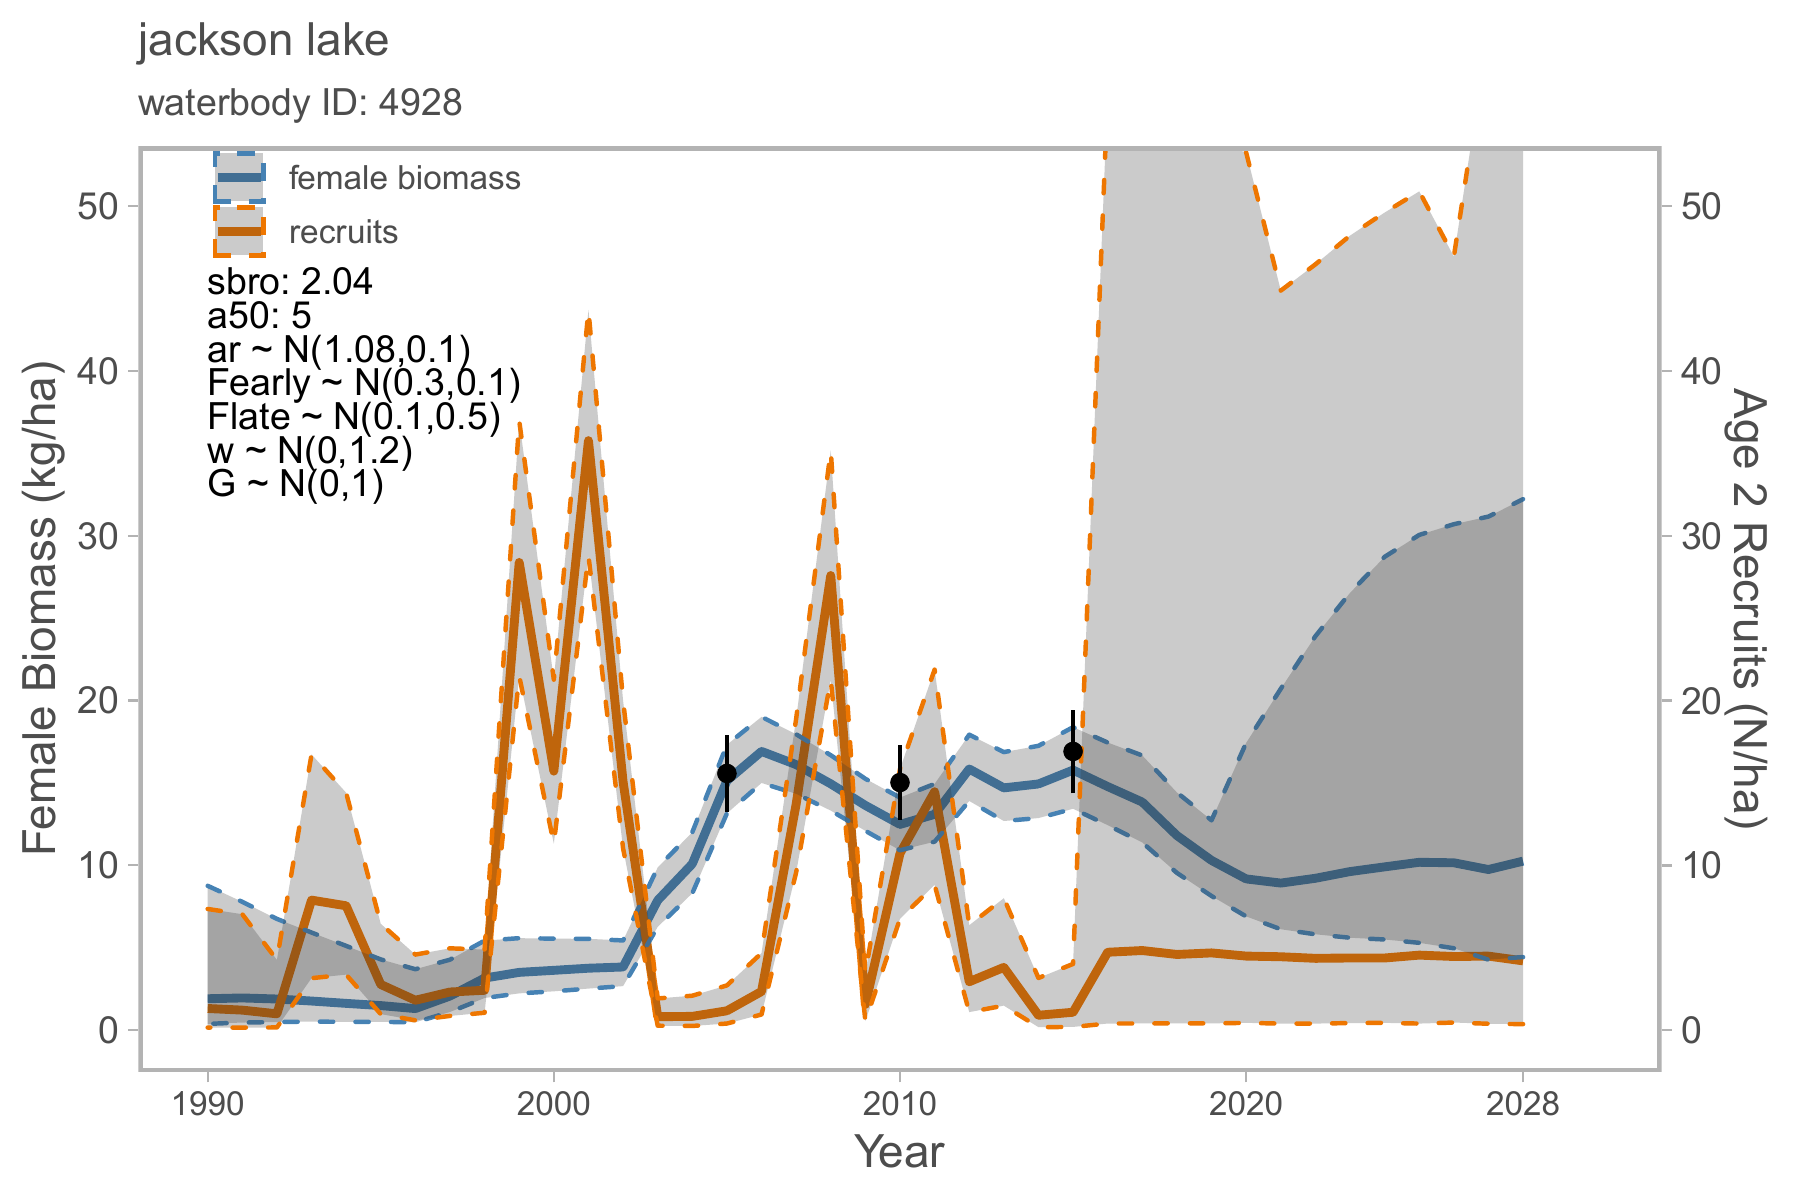 jackson lake
waterbody ID: 4928
female biomass
recruits
sbro: 2.04
a50: 5
ar ~ N(1.08,0.1)
Fearly ~ N(0.3,0.1)
Flate ~ N(0.1,0.5)
w ~ N(0,1.2)
G ~ N(0,1)
Female Biomass (kg/ha)
50
40
30
20
10
0
50
40
30
20
10
0
Age 2 Recruits (N/ha)
1990
2000
2010
2020
2028
Year